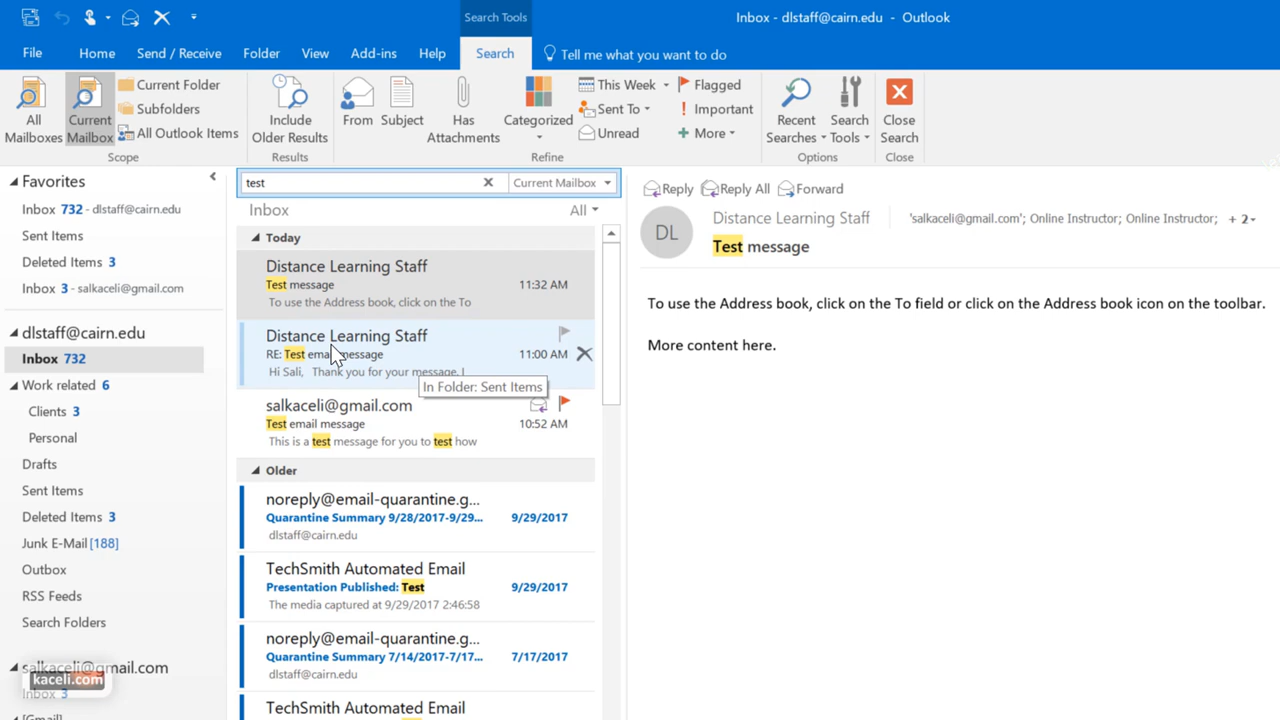 Search Tools
Inbox - dlstaff@cairn.edu - Outlook
File Home Send / Receive Folder View Add-ins Help Search Tell me what you want to do
All Mailboxes
Current Mailbox
Current Folder
Subfolders
All Outlook Items
Scope
Include Older Results
Results
From
Subject
Has Attachments
Categorized
This Week
Sent To
Unread
Flagged
Important
More
Refine
Recent Searches
Search Tools
Options
Close Search
Close
Favorites
Inbox 732 - dlstaff@cairn.edu
Sent Items
Deleted Items 3
Inbox 3 - salkaceli@gmail.com
dlstaff@cairn.edu
Inbox 732
Work related 6
Clients 3
Personal
Drafts
Sent Items
Deleted Items 3
Junk E-Mail [188]
Outbox
RSS Feeds
Search Folders
salkaceli@gmail.com
kaceli.com
Inbox 3
[Gmail]
test Current Mailbox
Inbox All
Today
Distance Learning Staff
Test message 11:32 AM
To use the Address book, click on the To
Distance Learning Staff
RE: Test email message 11:00 AM
Hi Sali, Thank you for your message. I
In Folder: Sent Items
salkaceli@gmail.com
Test email message 10:52 AM
This is a test message for you to test how
Older
noreply@email-quarantine.g...
Quarantine Summary 9/28/2017-9/29... 9/29/2017
dlstaff@cairn.edu
TechSmith Automated Email
Presentation Published: Test 9/29/2017
The media captured at 9/29/2017 2:46:58
noreply@email-quarantine.g...
Quarantine Summary 7/14/2017-7/17... 7/17/2017
dlstaff@cairn.edu
TechSmith Automated Email
Reply Reply All Forward
DL
Distance Learning Staff 'salkaceli@gmail.com'; Online Instructor; Online Instructor; + 2
Test message
To use the Address book, click on the To field or click on the Address book icon on the toolbar.
More content here.